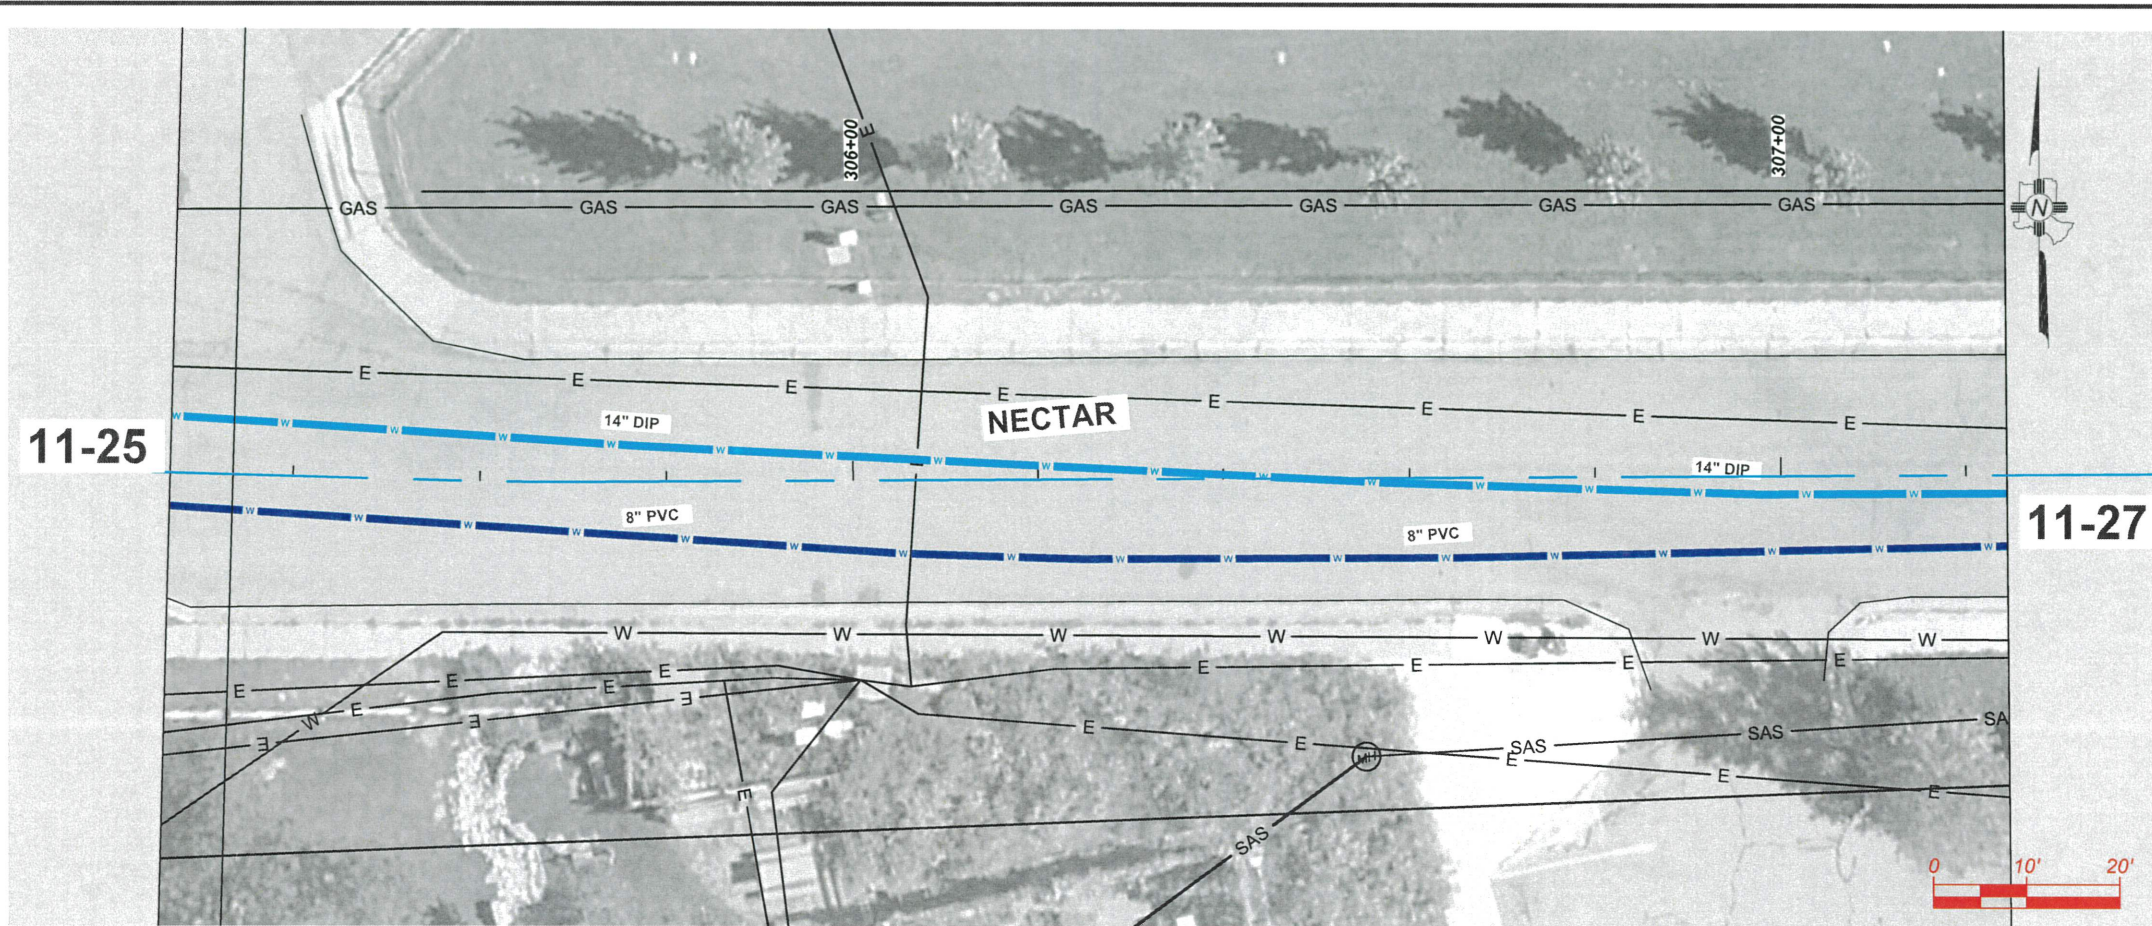 E
306+00
307+00
GAS GAS GAS GAS GAS GAS GAS
N
E E E E E E E E
NECTAR
14" DIP
W W W W W W W W W W W W W W W W W
11-25
14" DIP
8" PVC
8" PVC
W W W W W W W W W W W W W W W W W
11-27
W W W W W W W
E E E E E E E
W E E
E E E
E E E E E
MH SAS SAS SA
E
SAS
0 10' 20'